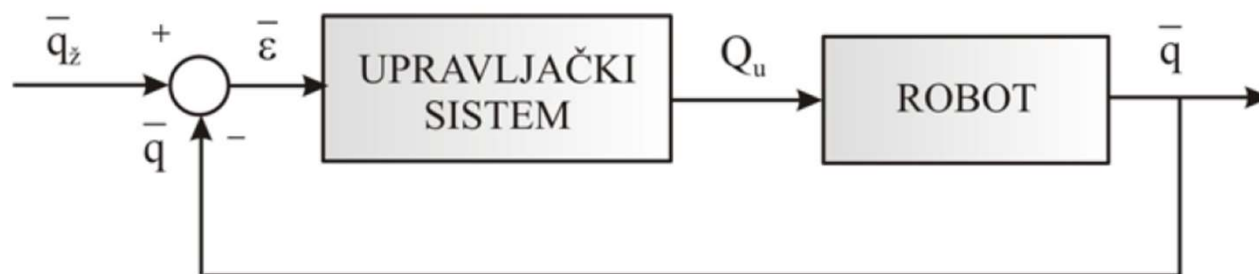 q̅ž
+
ε̅
UPRAVLJAČKI
SISTEM
Qu
ROBOT
q̅
q̅
−